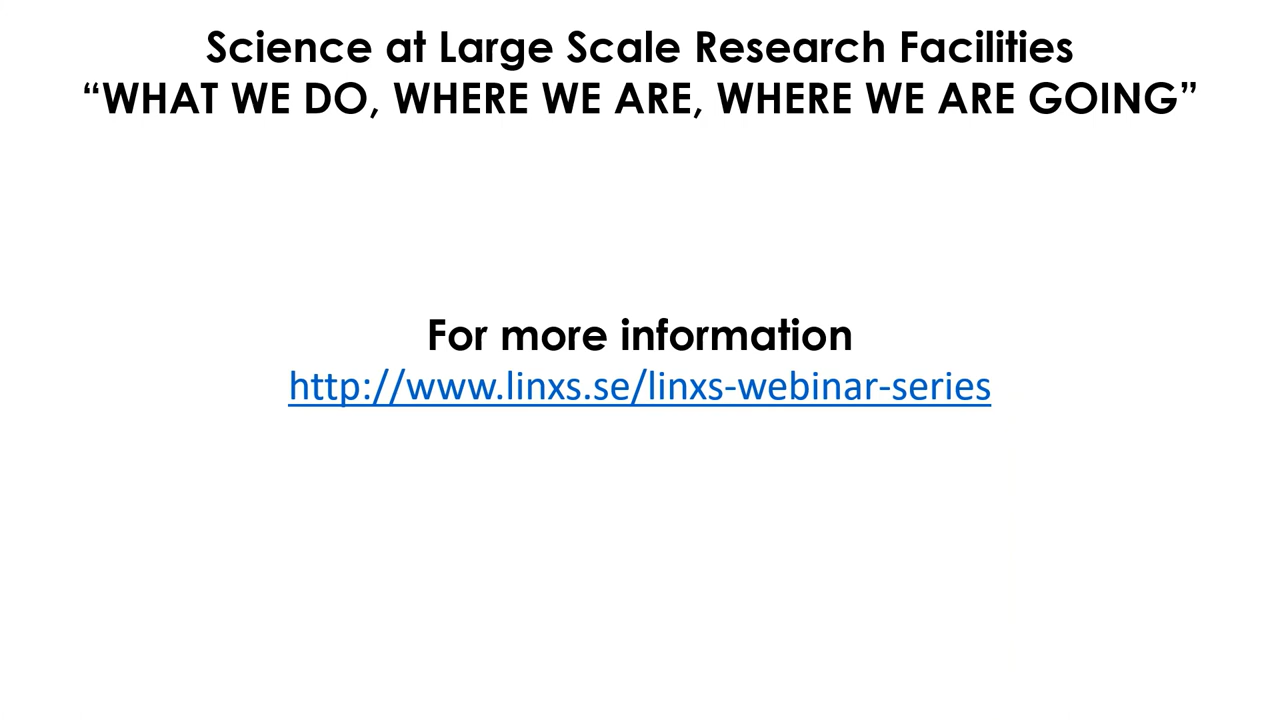 Science at Large Scale Research Facilities
“WHAT WE DO, WHERE WE ARE, WHERE WE ARE GOING”
For more information
http://www.linxs.se/linxs-webinar-series